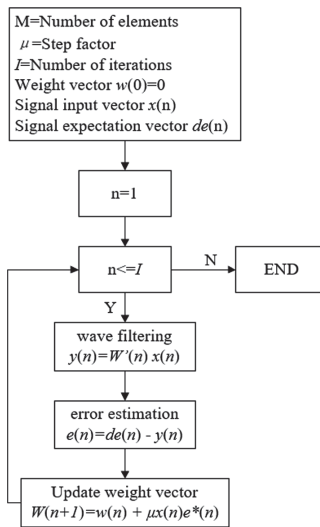 M=Number of elements
μ=Step factor
I=Number of iterations
Weight vector w(0)=0
Signal input vector x(n)
Signal expectation vector de(n)
n=1
n<=I
N
END
Y
wave filtering
y(n)=W'(n) x(n)
error estimation
e(n)=de(n) - y(n)
Update weight vector
W(n+1)=w(n) + μx(n)e*(n)